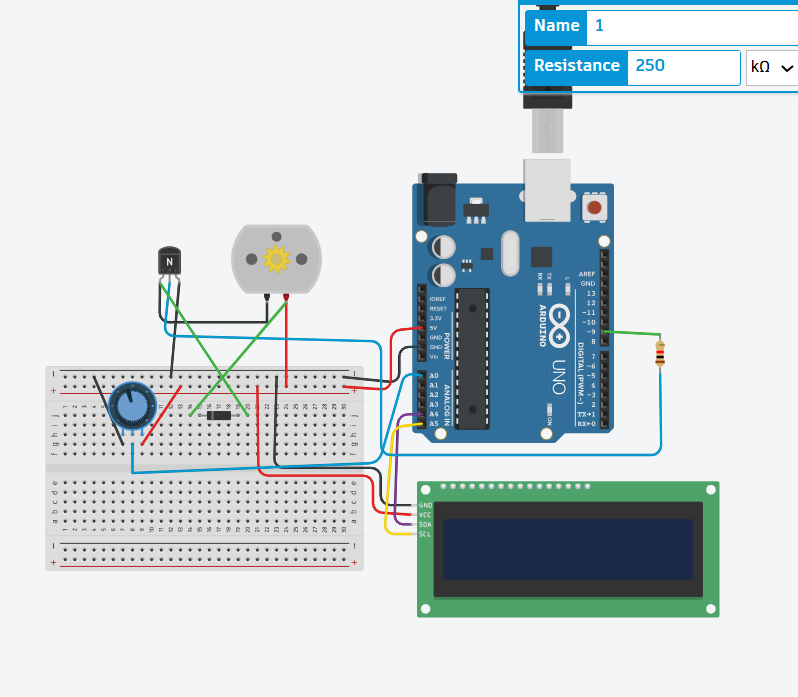 Name 1
Resistance 250 kΩ
N
AREF
GND
13
12
~11
~10
~9
8
7
~6
~5
4
~3
2
TX→1
RX←0
DIGITAL (PWM~)
TX
RX
L
ON
ARDUINO
UNO
IOREF
RESET
3.3V
5V
GND
GND
Vin
POWER
A0
A1
A2
A3
A4
A5
ANALOG IN
GND
VCC
SDA
SCL